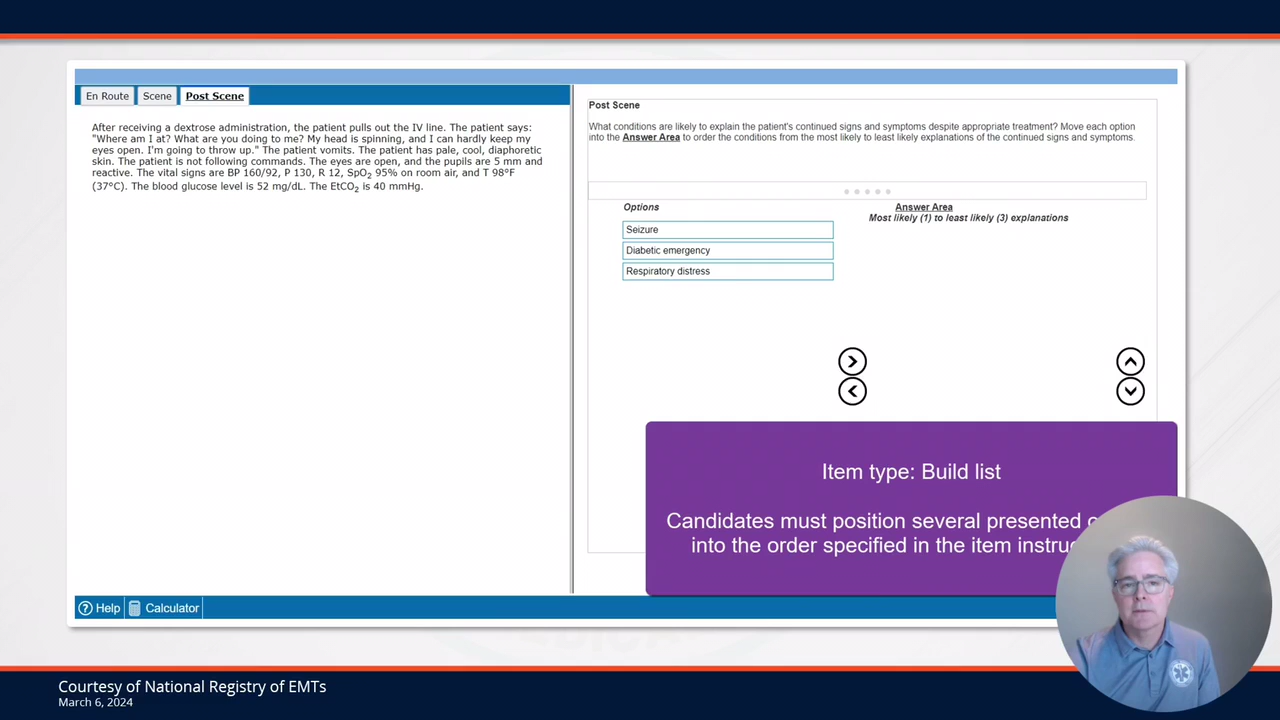 En Route Scene Post Scene
After receiving a dextrose administration, the patient pulls out the IV line. The patient says:
"Where am I at? What are you doing to me? My head is spinning, and I can hardly keep my
eyes open. I'm going to throw up." The patient vomits. The patient has pale, cool, diaphoretic
skin. The patient is not following commands. The eyes are open, and the pupils are 5 mm and
reactive. The vital signs are BP 160/92, P 130, R 12, SpO2 95% on room air, and T 98°F
(37°C). The blood glucose level is 52 mg/dL. The EtCO2 is 40 mmHg.
Post Scene
What conditions are likely to explain the patient's continued signs and symptoms despite appropriate treatment? Move each option
into the Answer Area to order the conditions from the most likely to least likely explanations of the continued signs and symptoms.
Options
Seizure
Diabetic emergency
Respiratory distress
Answer Area
Most likely (1) to least likely (3) explanations
Item type: Build list
Candidates must position several presented
into the order specified in the item
Help Calculator
Courtesy of National Registry of EMTs
March 6, 2024